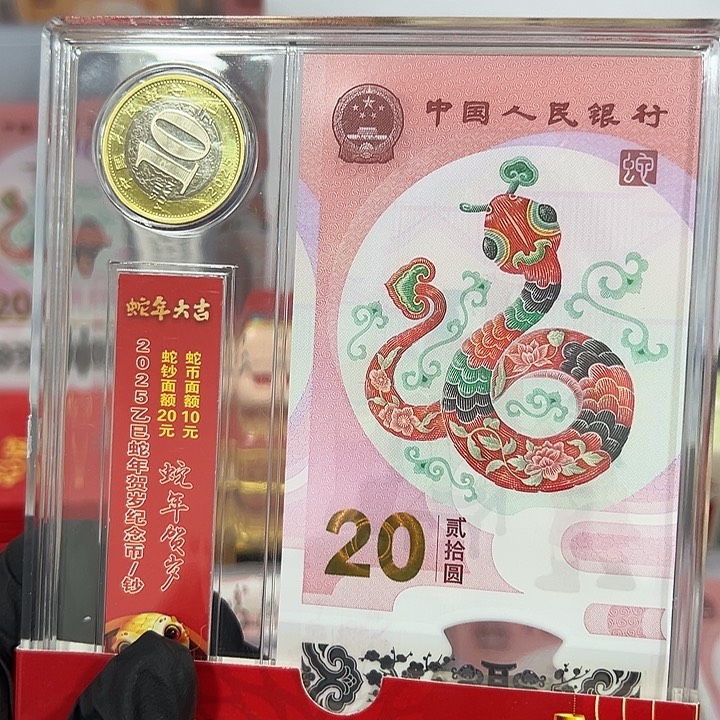 中国人民银行
10
2025
蛇
蛇年大吉
蛇币面额10元
蛇钞面额20元
2025乙巳蛇年贺岁纪念币/钞
蛇年贺岁
20
贰拾圆